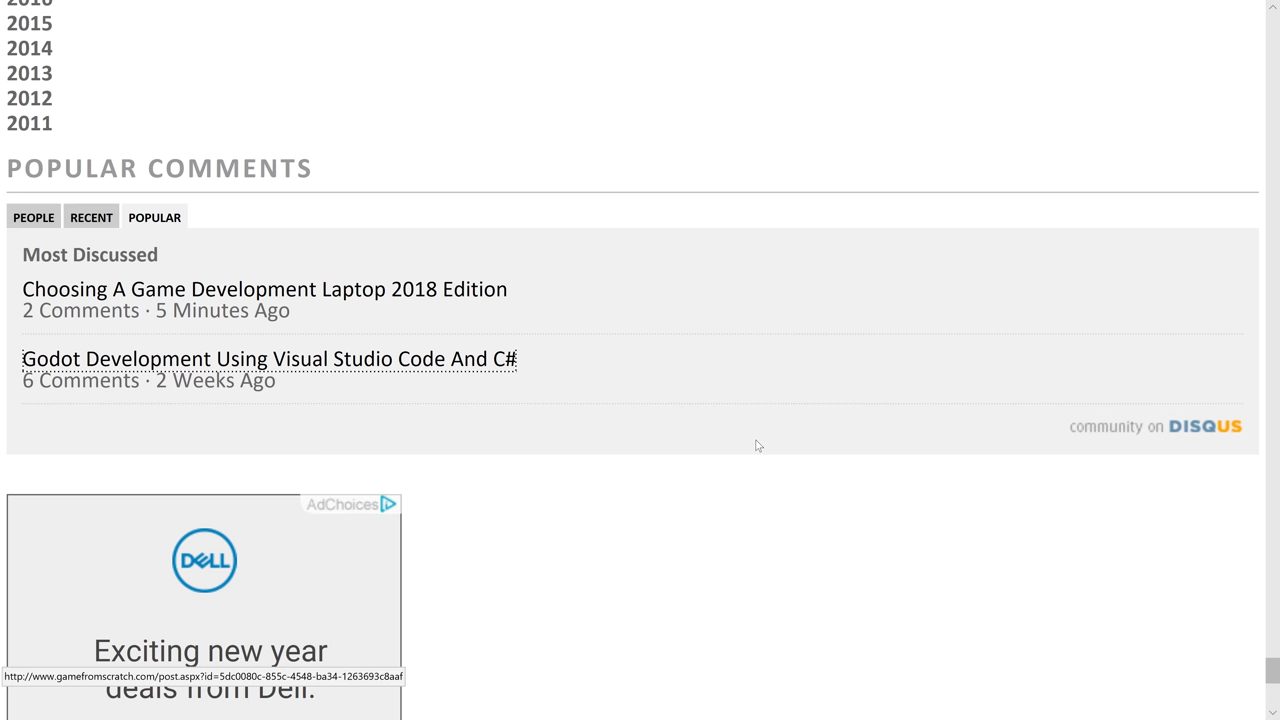 2016
2015
2014
2013
2012
2011
POPULAR COMMENTS
PEOPLE RECENT POPULAR
Most Discussed
Choosing A Game Development Laptop 2018 Edition
2 Comments · 5 Minutes Ago
Godot Development Using Visual Studio Code And C#
6 Comments · 2 Weeks Ago
community on DISQUS
AdChoices
DELL
Exciting new year
http://www.gamefromscratch.com/post.aspx?id=5dc0080c-855c-4548-ba34-1263693c8aaf
deals from Dell.